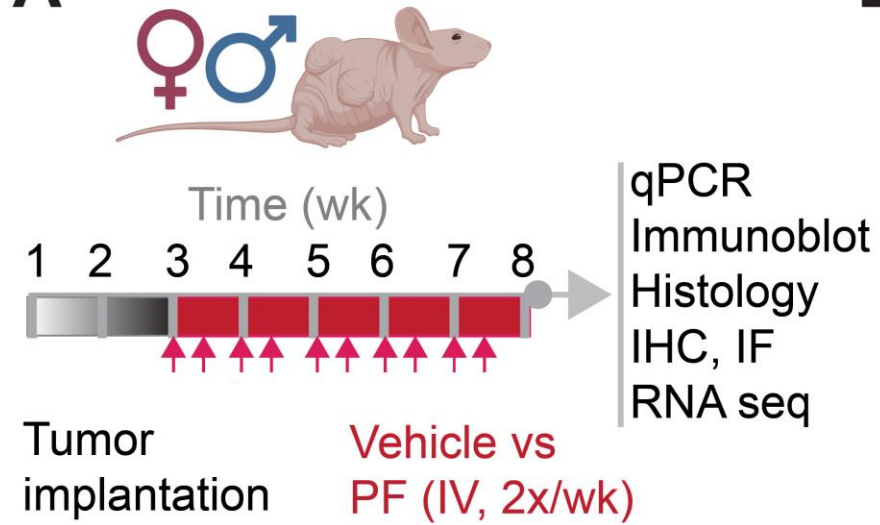 Time (wk)
1 2 3 4 5 6 7 8
qPCR
Immunoblot
Histology
IHC, IF
RNA seq
Tumor
implantation
Vehicle vs
PF (IV, 2x/wk)